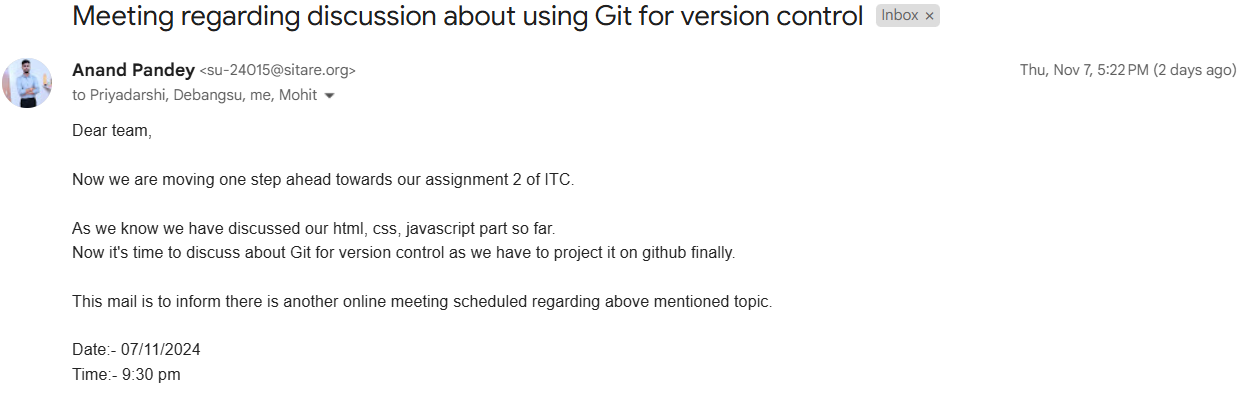 Meeting regarding discussion about using Git for version control Inbox ×
Anand Pandey <su-24015@sitare.org> Thu, Nov 7, 5:22 PM (2 days ago)
to Priyadarshi, Debangsu, me, Mohit
Dear team,
Now we are moving one step ahead towards our assignment 2 of ITC.
As we know we have discussed our html, css, javascript part so far.
Now it's time to discuss about Git for version control as we have to project it on github finally.
This mail is to inform there is another online meeting scheduled regarding above mentioned topic.
Date:- 07/11/2024
Time:- 9:30 pm